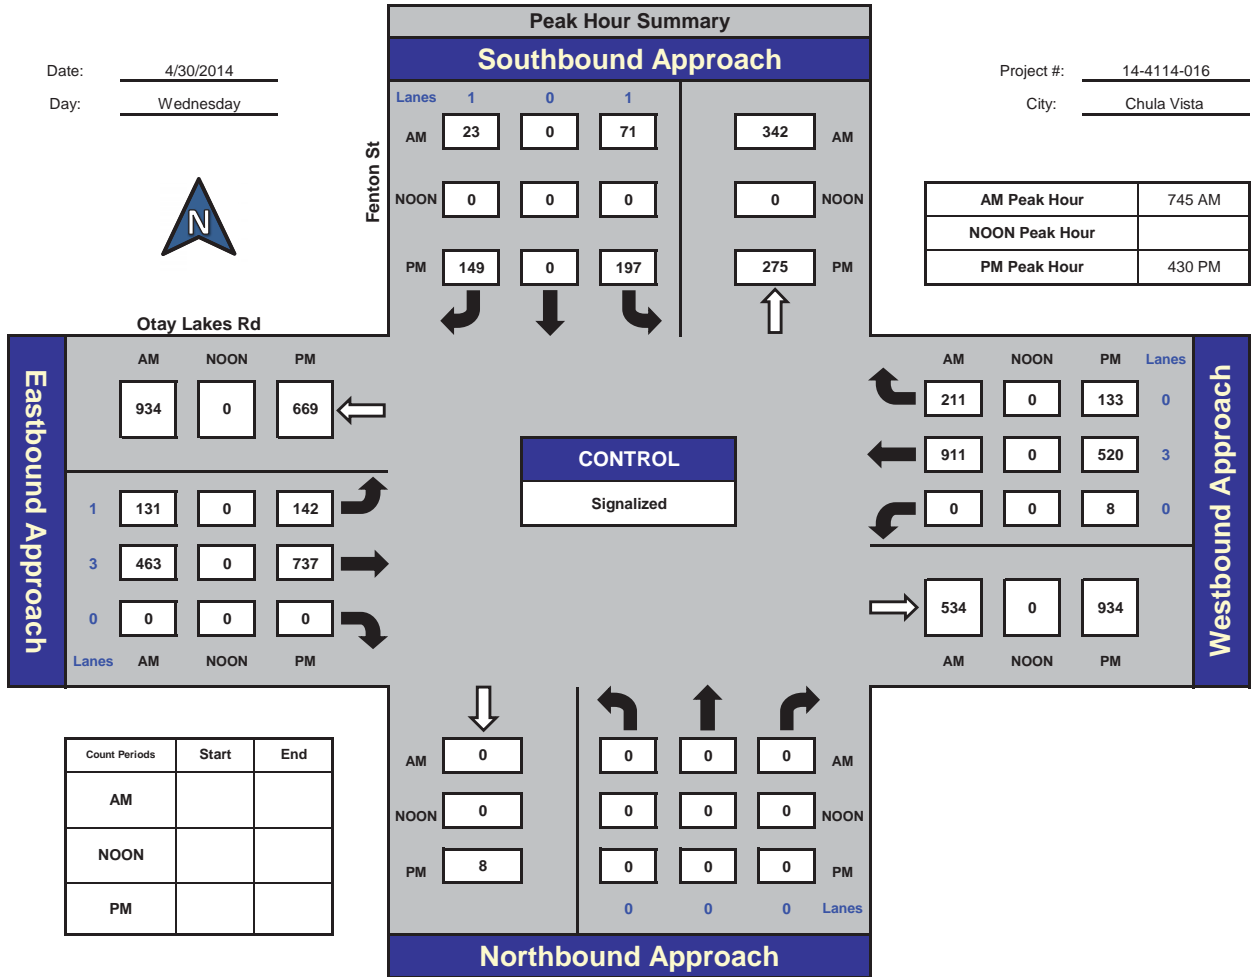 Peak Hour Summary
Southbound Approach
Date: 4/30/2014
Day: Wednesday
Project #: 14-4114-016
City: Chula Vista
N
Fenton St
Lanes 1 0 1
AM 23 0 71 342 AM
NOON 0 0 0 0 NOON
PM 149 0 197 275 PM
AM Peak Hour 745 AM
NOON Peak Hour
PM Peak Hour 430 PM
Otay Lakes Rd
Eastbound Approach
AM NOON PM
934 0 669
1 131 0 142
3 463 0 737
0 0 0 0
Lanes AM NOON PM
CONTROL
Signalized
AM NOON PM Lanes
211 0 133 0
911 0 520 3
0 0 8 0
534 0 934
AM NOON PM
Westbound Approach
Count Periods Start End
AM
NOON
PM
AM 0 0 0 0 AM
NOON 0 0 0 0 NOON
PM 8 0 0 0 PM
0 0 0 Lanes
Northbound Approach